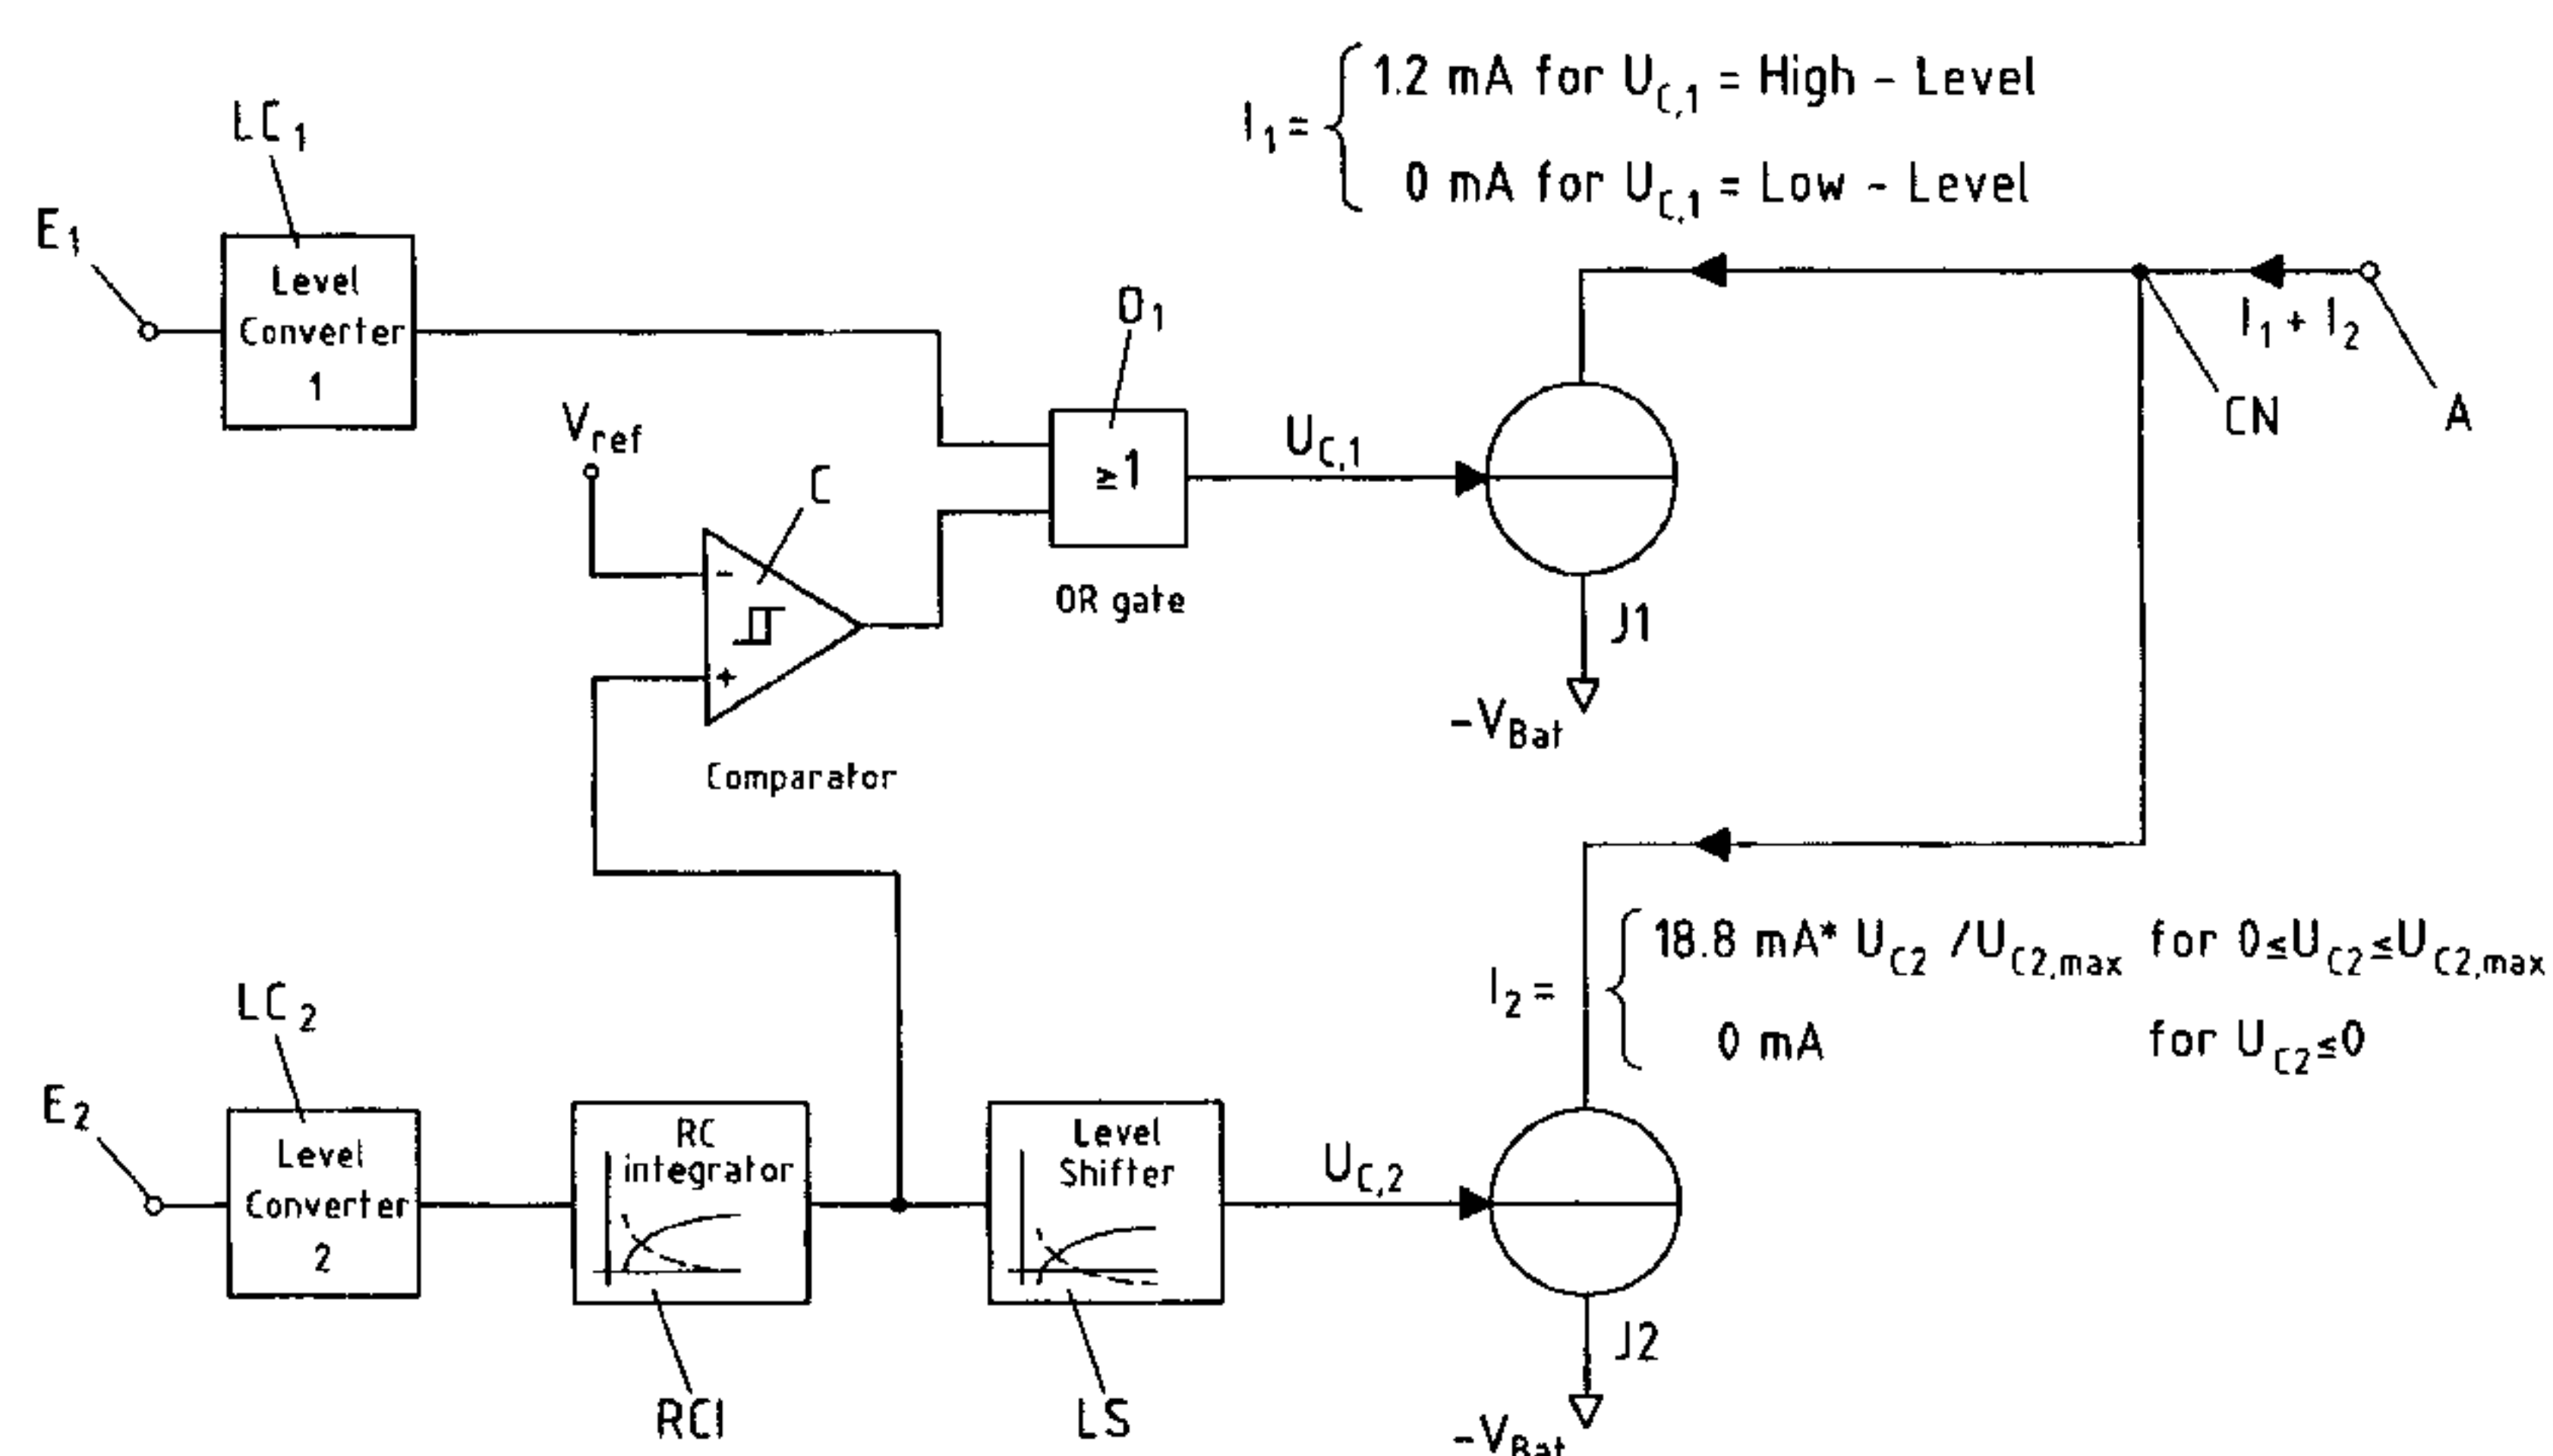 I1 = { 1.2 mA for UC,1 = High - Level
0 mA for UC,1 = Low - Level
LC1
E1
Level
Converter
1
Vref
C
-
+
Comparator
O1
≥1
OR gate
UC,1
J1
-VBat
I1 + I2
CN
A
I2 = { 18.8 mA* UC2 /UC2,max for 0≤UC2≤UC2,max
0 mA for UC2≤0
LC2
E2
Level
Converter
2
RC
integrator
RCI
Level
Shifter
LS
UC,2
J2
-VBat